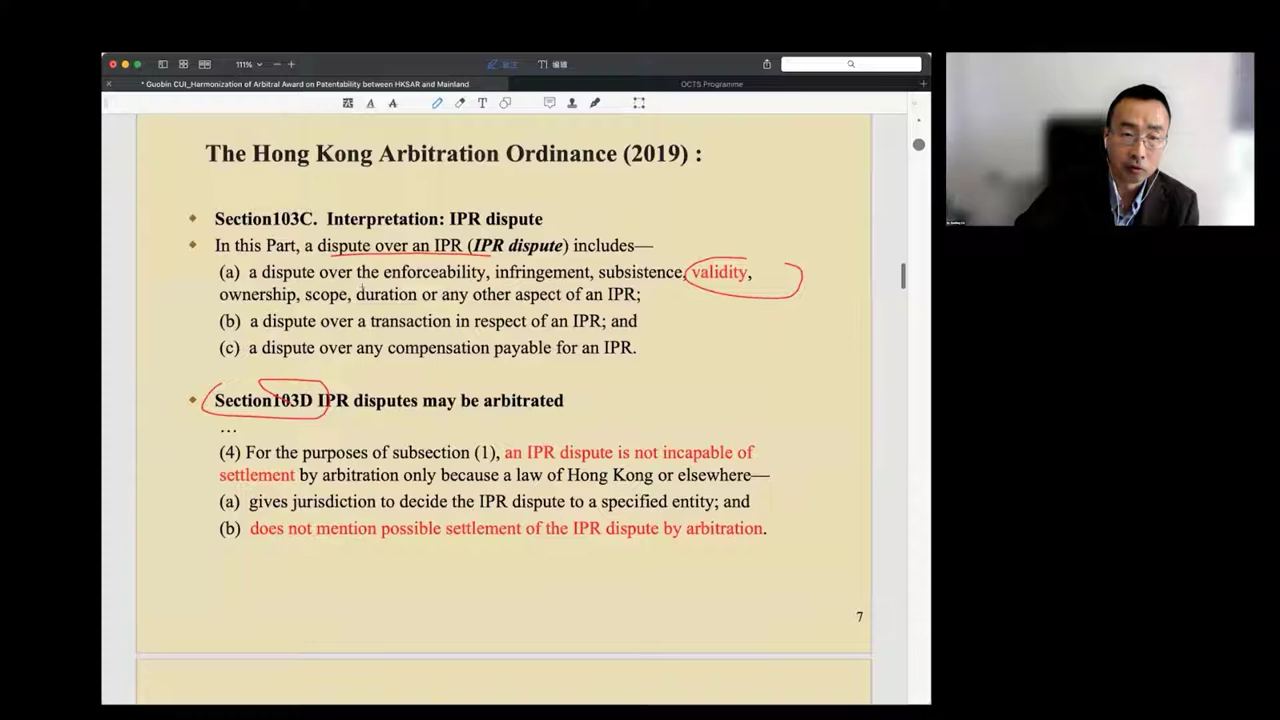 111%
批注
编辑
* Guobin CUI_Harmonization of Arbitral Award on Patentability between HKSAR and Mainland
OCTS Programme
The Hong Kong Arbitration Ordinance (2019) :
Section103C. Interpretation: IPR dispute
In this Part, a dispute over an IPR (IPR dispute) includes—
(a) a dispute over the enforceability, infringement, subsistence, validity,
ownership, scope, duration or any other aspect of an IPR;
(b) a dispute over a transaction in respect of an IPR; and
(c) a dispute over any compensation payable for an IPR.
Section103D IPR disputes may be arbitrated
…
(4) For the purposes of subsection (1), an IPR dispute is not incapable of
settlement by arbitration only because a law of Hong Kong or elsewhere—
(a) gives jurisdiction to decide the IPR dispute to a specified entity; and
(b) does not mention possible settlement of the IPR dispute by arbitration.
7